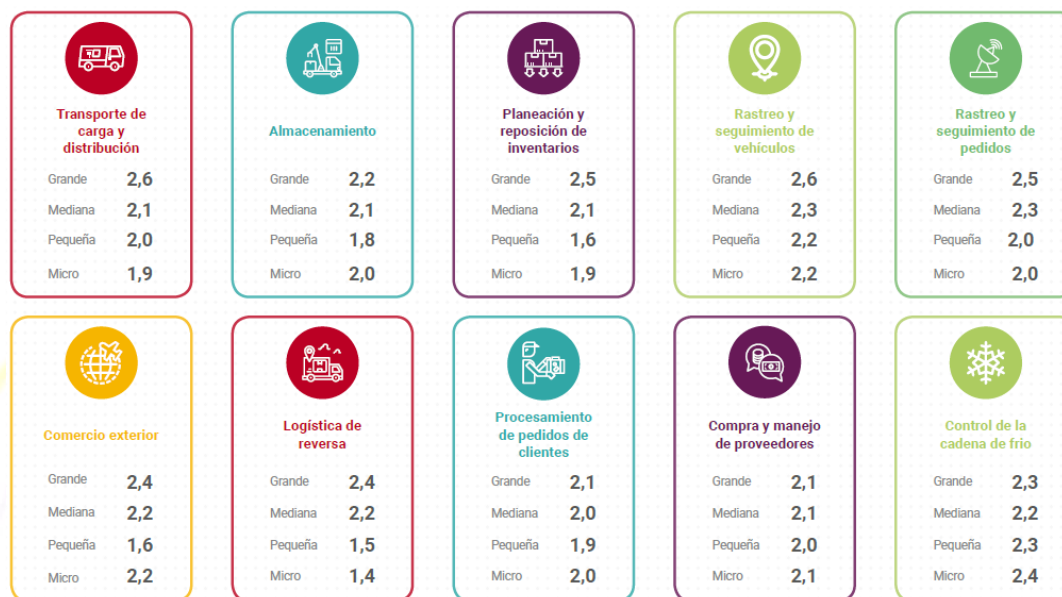 Transporte de
carga y
distribución
Grande 2,6
Mediana 2,1
Pequeña 2,0
Micro 1,9
Almacenamiento
Grande 2,2
Mediana 2,1
Pequeña 1,8
Micro 2,0
Planeación y
reposición de
inventarios
Grande 2,5
Mediana 2,1
Pequeña 1,6
Micro 1,9
Rastreo y
seguimiento de
vehículos
Grande 2,6
Mediana 2,3
Pequeña 2,2
Micro 2,2
Rastreo y
seguimiento de
pedidos
Grande 2,5
Mediana 2,3
Pequeña 2,0
Micro 2,0
Comercio exterior
Grande 2,4
Mediana 2,2
Pequeña 1,6
Micro 2,2
Logística de
reversa
Grande 2,4
Mediana 2,2
Pequeña 1,5
Micro 1,4
Procesamiento
de pedidos de
clientes
Grande 2,1
Mediana 2,0
Pequeña 1,9
Micro 2,0
Compra y manejo
de proveedores
Grande 2,1
Mediana 2,1
Pequeña 2,0
Micro 2,1
Control de la
cadena de frio
Grande 2,3
Mediana 2,2
Pequeña 2,3
Micro 2,4